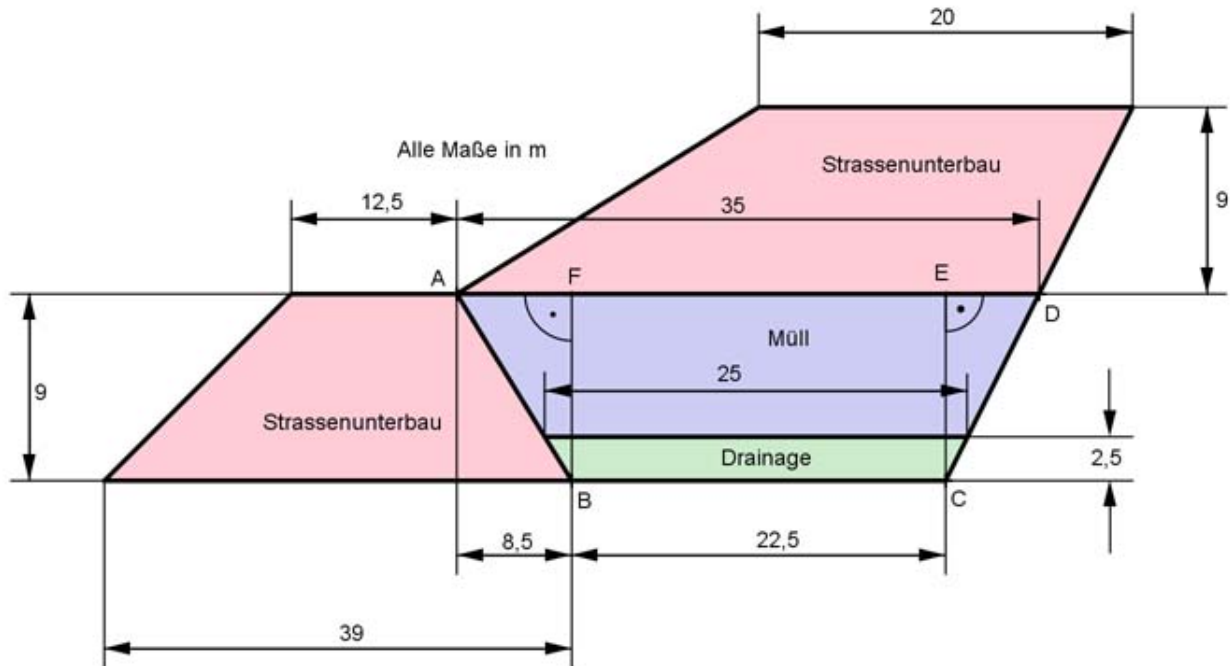 20
Alle Maße in m
Strassenunterbau
12,5
35
9
A
F
E
D
Müll
9
25
Strassenunterbau
Drainage
2,5
B
C
8,5
22,5
39